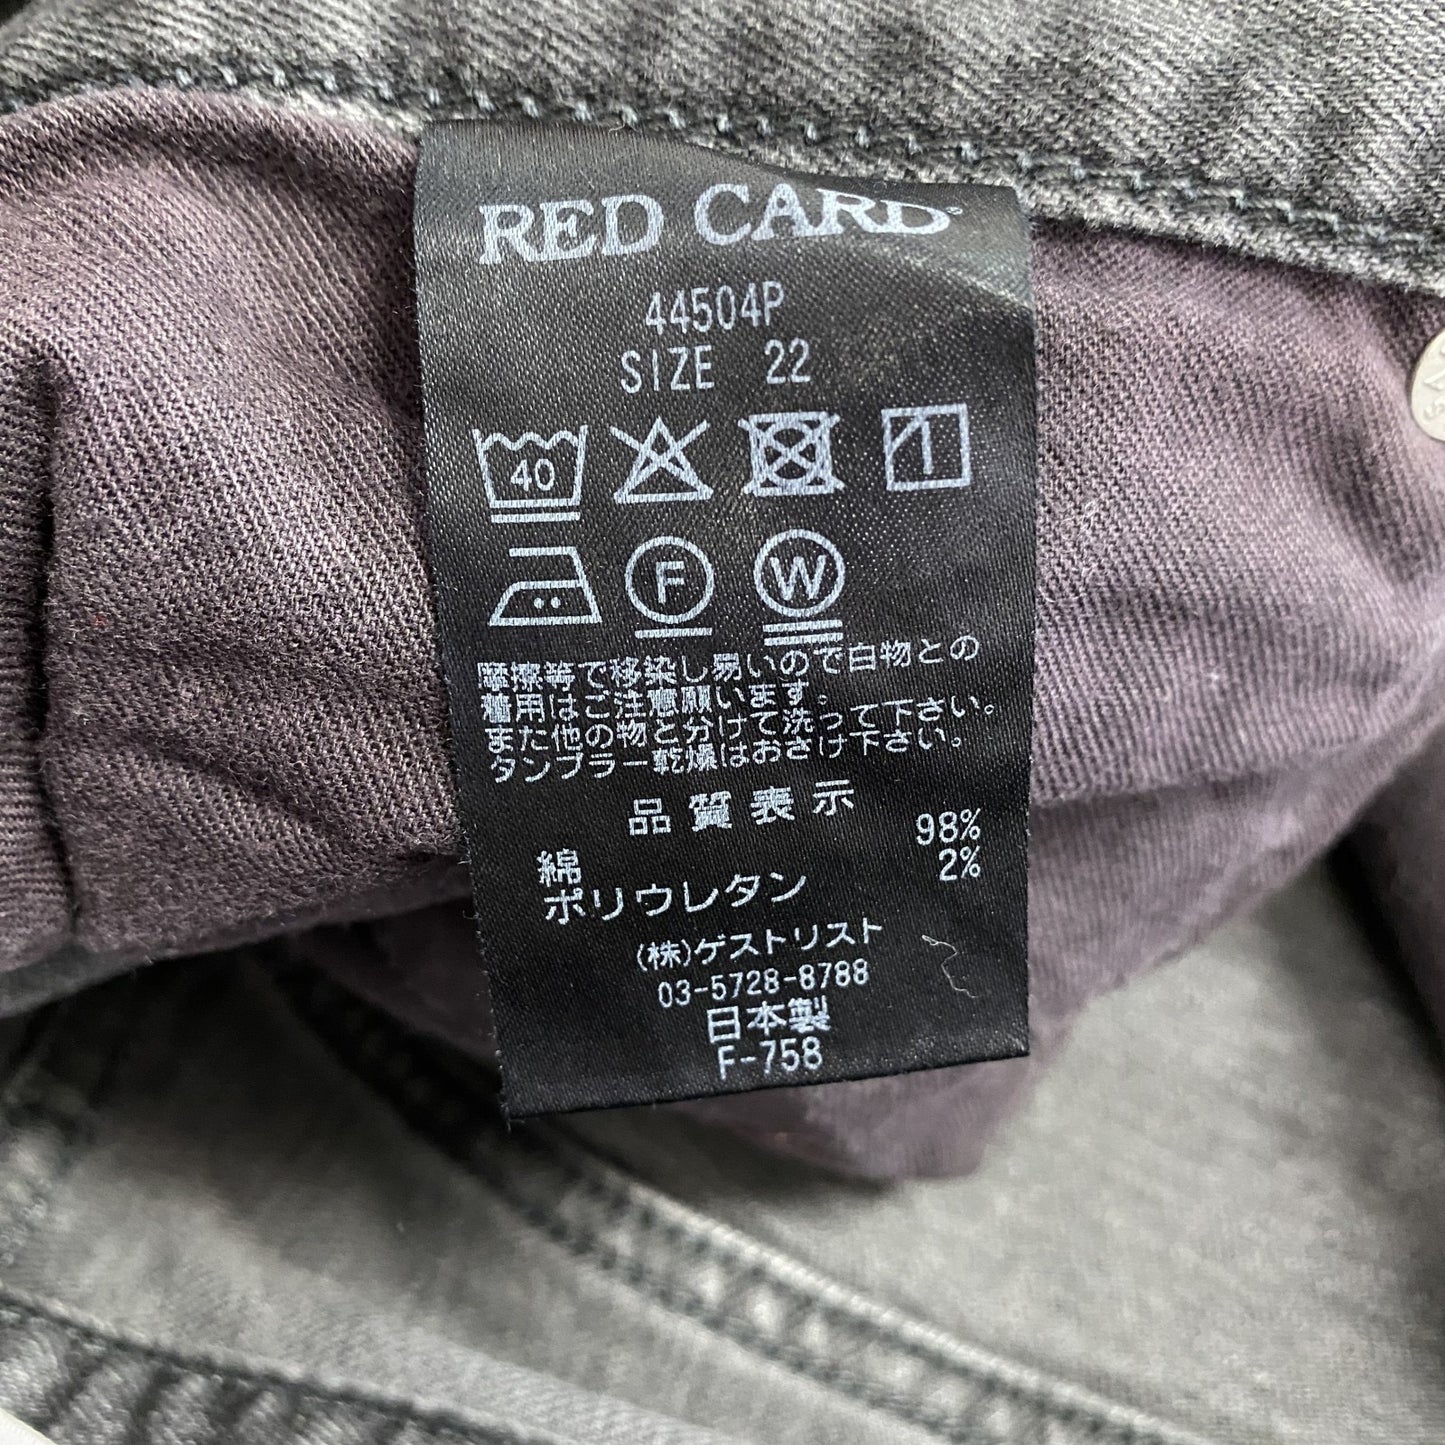 RED CARD®
44504P
SIZE 22
40
F W
摩擦等で移染し易いので白物との
着用はご注意願います。
また他の物と分けて洗って下さい。
タンブラー乾燥はおさけ下さい。
品質表示
綿 98%
ポリウレタン 2%
(株)ゲストリスト
03-5728-8788
日本製
F-758